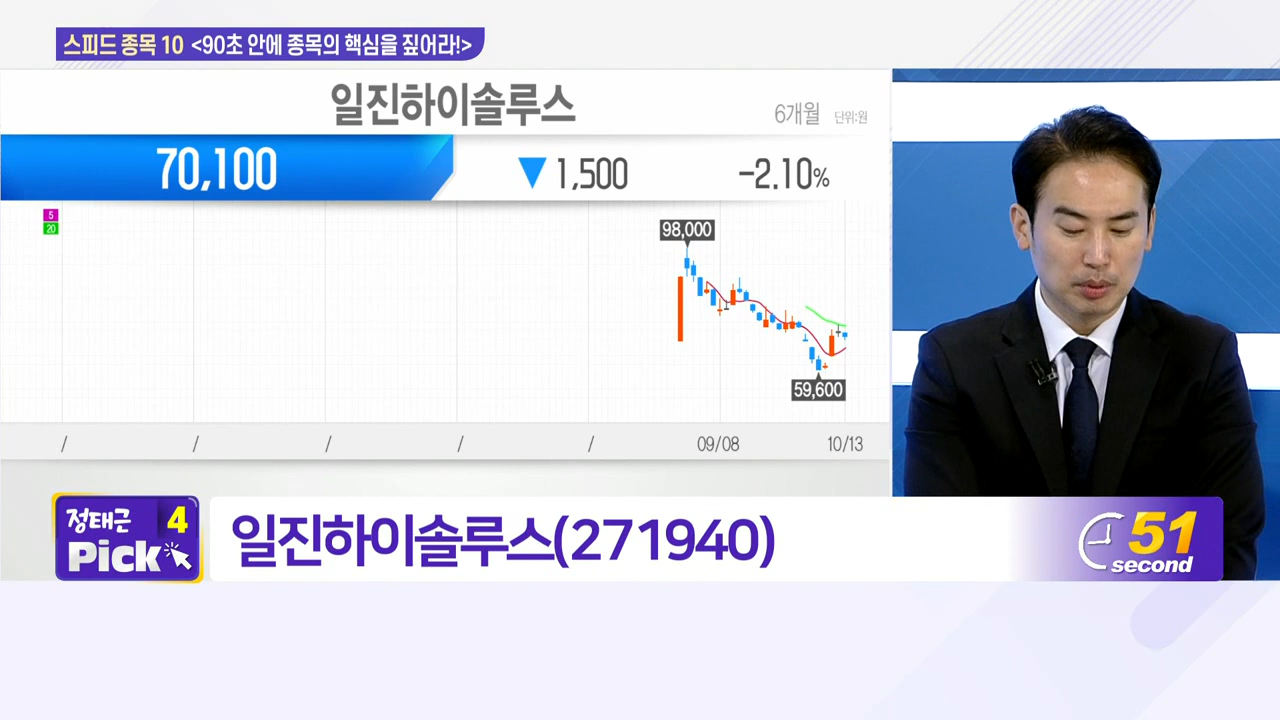 스피드 종목 10 <90초 안에 종목의 핵심을 짚어라!>
일진하이솔루스
6개월 단위:원
70,100 ▼ 1,500 -2.10%
5
20
98,000
59,600
/ / / / / 09/08 10/13
정태근 4
Pick
일진하이솔루스(271940)
51
second